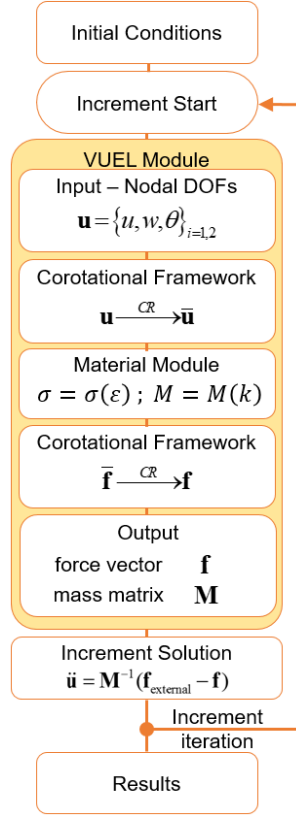 Initial Conditions
Increment Start
VUEL Module
Input – Nodal DOFs
𝐮={u,w,θ}ᵢ₌₁,₂
Corotational Framework
𝐮 —CR→ 𝐮̅
Material Module
σ = σ(ε) ; M = M(k)
Corotational Framework
𝐟̅ —CR→ 𝐟
Output
force vector 𝐟
mass matrix 𝐌
Increment Solution
𝐮̈ = 𝐌⁻¹(𝐟external − 𝐟)
Increment
iteration
Results